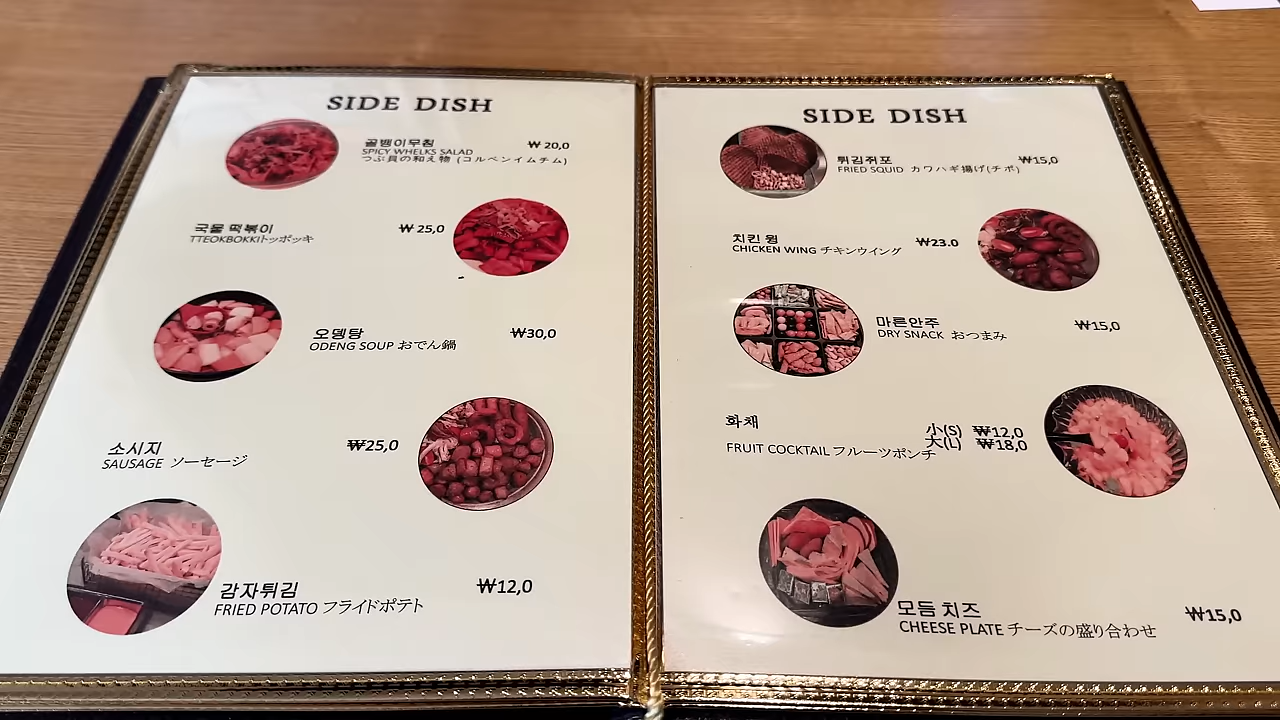 SIDE DISH
골뱅이무침 ₩ 20,0
SPICY WHELKS SALAD
つぶ貝の和え物 (コルベンイムチム)
국물 떡볶이 ₩ 25,0
TTEOKBOKKIトッポッキ
오뎅탕 ₩30,0
ODENG SOUP おでん鍋
소시지 ₩25,0
SAUSAGE ソーセージ
감자튀김 ₩12,0
FRIED POTATO フライドポテト
SIDE DISH
튀김쥐포 ₩15,0
FRIED SQUID カワハギ揚げ(チポ)
치킨 윙 ₩23.0
CHICKEN WING チキンウイング
마른안주 ₩15,0
DRY SNACK おつまみ
화채 小(S) ₩12,0
大(L) ₩18,0
FRUIT COCKTAIL フルーツポンチ
모듬 치즈 ₩15,0
CHEESE PLATE チーズの盛り合わせ